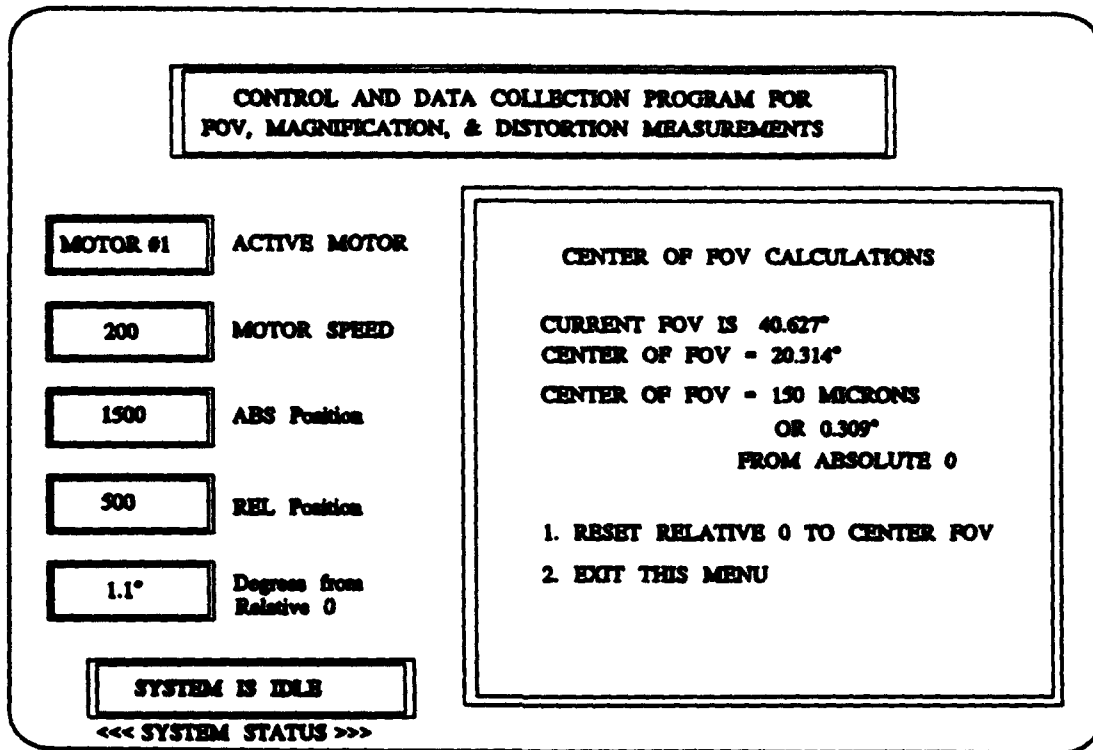 CONTROL AND DATA COLLECTION PROGRAM FOR
FOV, MAGNIFICATION, & DISTORTION MEASUREMENTS
MOTOR #1 ACTIVE MOTOR
200 MOTOR SPEED
1500 ABS Position
500 REL Position
1.1° Degrees from
Relative 0
SYSTEM IS IDLE
<<< SYSTEM STATUS >>>
CENTER OF FOV CALCULATIONS
CURRENT FOV IS 40.627°
CENTER OF FOV = 20.314°
CENTER OF FOV = 150 MICRONS
OR 0.309°
FROM ABSOLUTE 0
1. RESET RELATIVE 0 TO CENTER FOV
2. EXIT THIS MENU